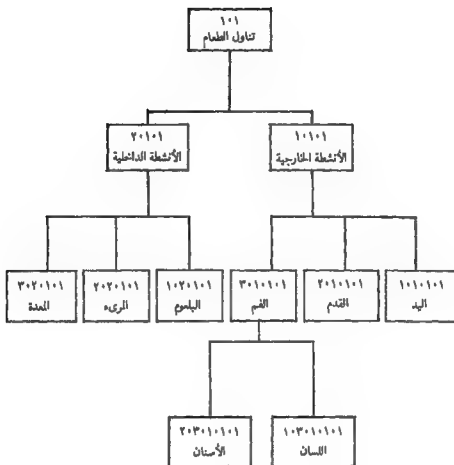 ١٠١
تناول الطعام
١٠١٠١
الأنشطة الخارجية
٢٠١٠١
الأنشطة الداخلية
١٠١٠١٠١
اليد
٢٠١٠١٠١
القدم
٣٠١٠١٠١
الفم
١٠٢٠١٠١
البلعوم
٢٠٢٠١٠١
المرىء
٣٠٢٠١٠١
المعدة
١٠٣٠١٠١٠١
اللسان
٢٠٣٠١٠١٠١
الأسنان